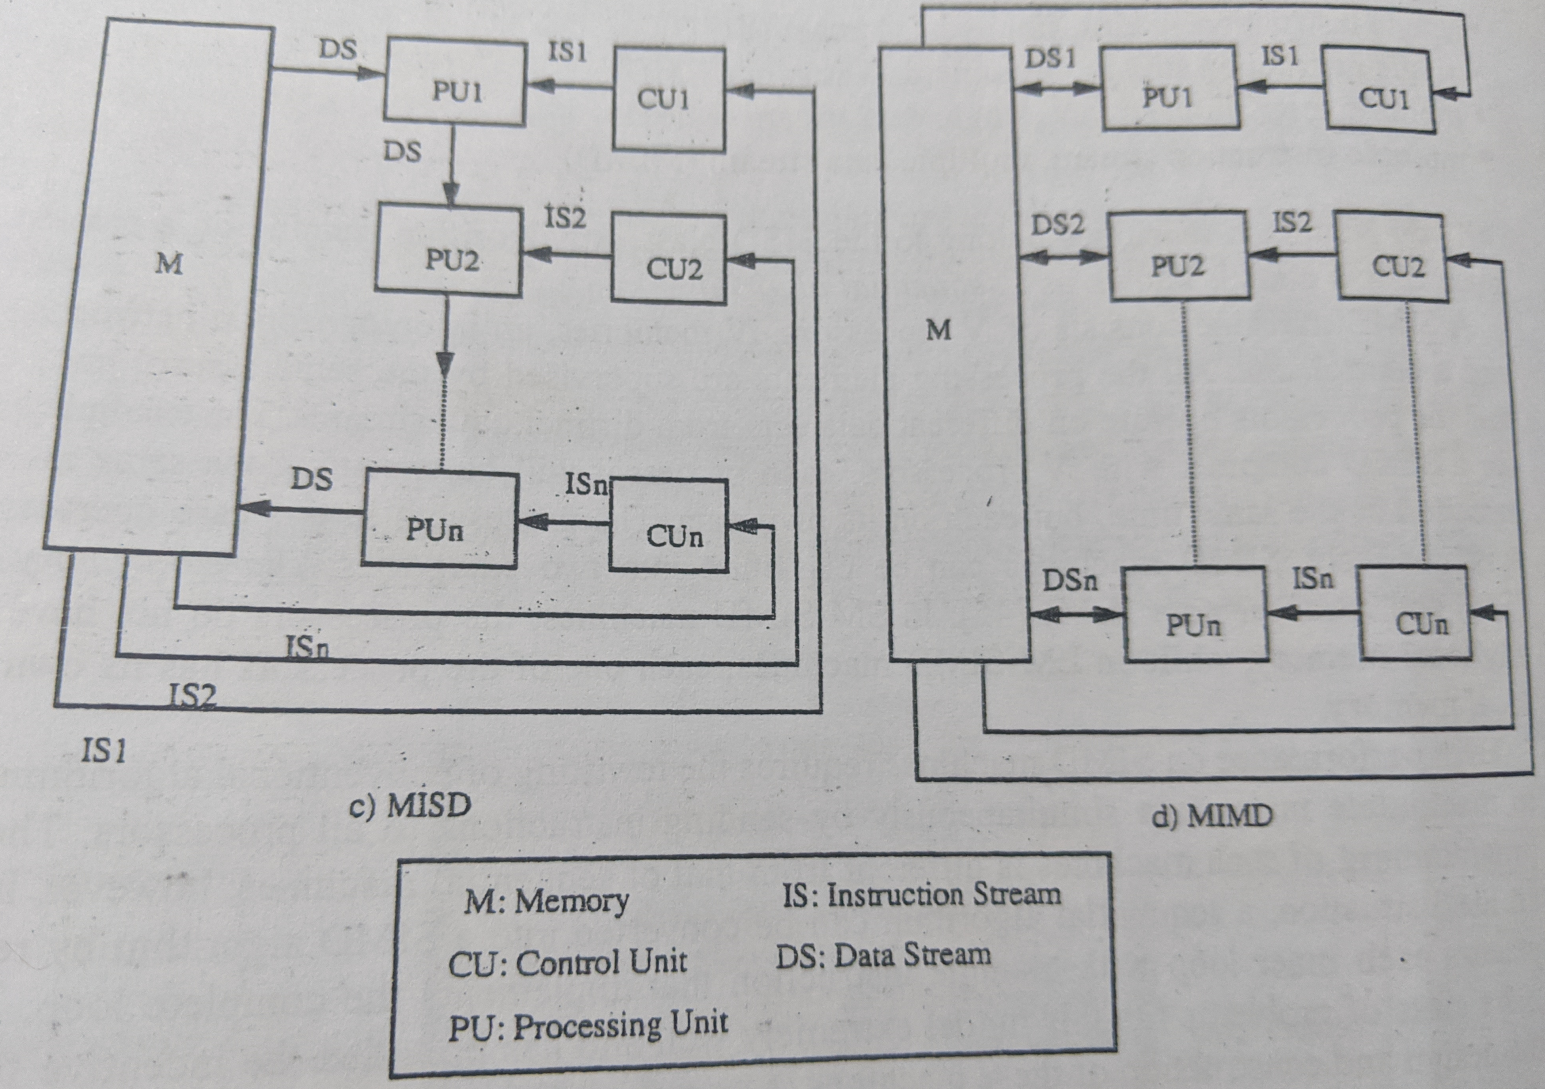 DS
PU1
IS1
CU1
DS
M
PU2
IS2
CU2
DS
PUn
ISn
CUn
ISn
IS2
IS1
c) MISD
DS1
PU1
IS1
CU1
DS2
PU2
IS2
CU2
M
DSn
PUn
ISn
CUn
d) MIMD
M: Memory
IS: Instruction Stream
CU: Control Unit
DS: Data Stream
PU: Processing Unit